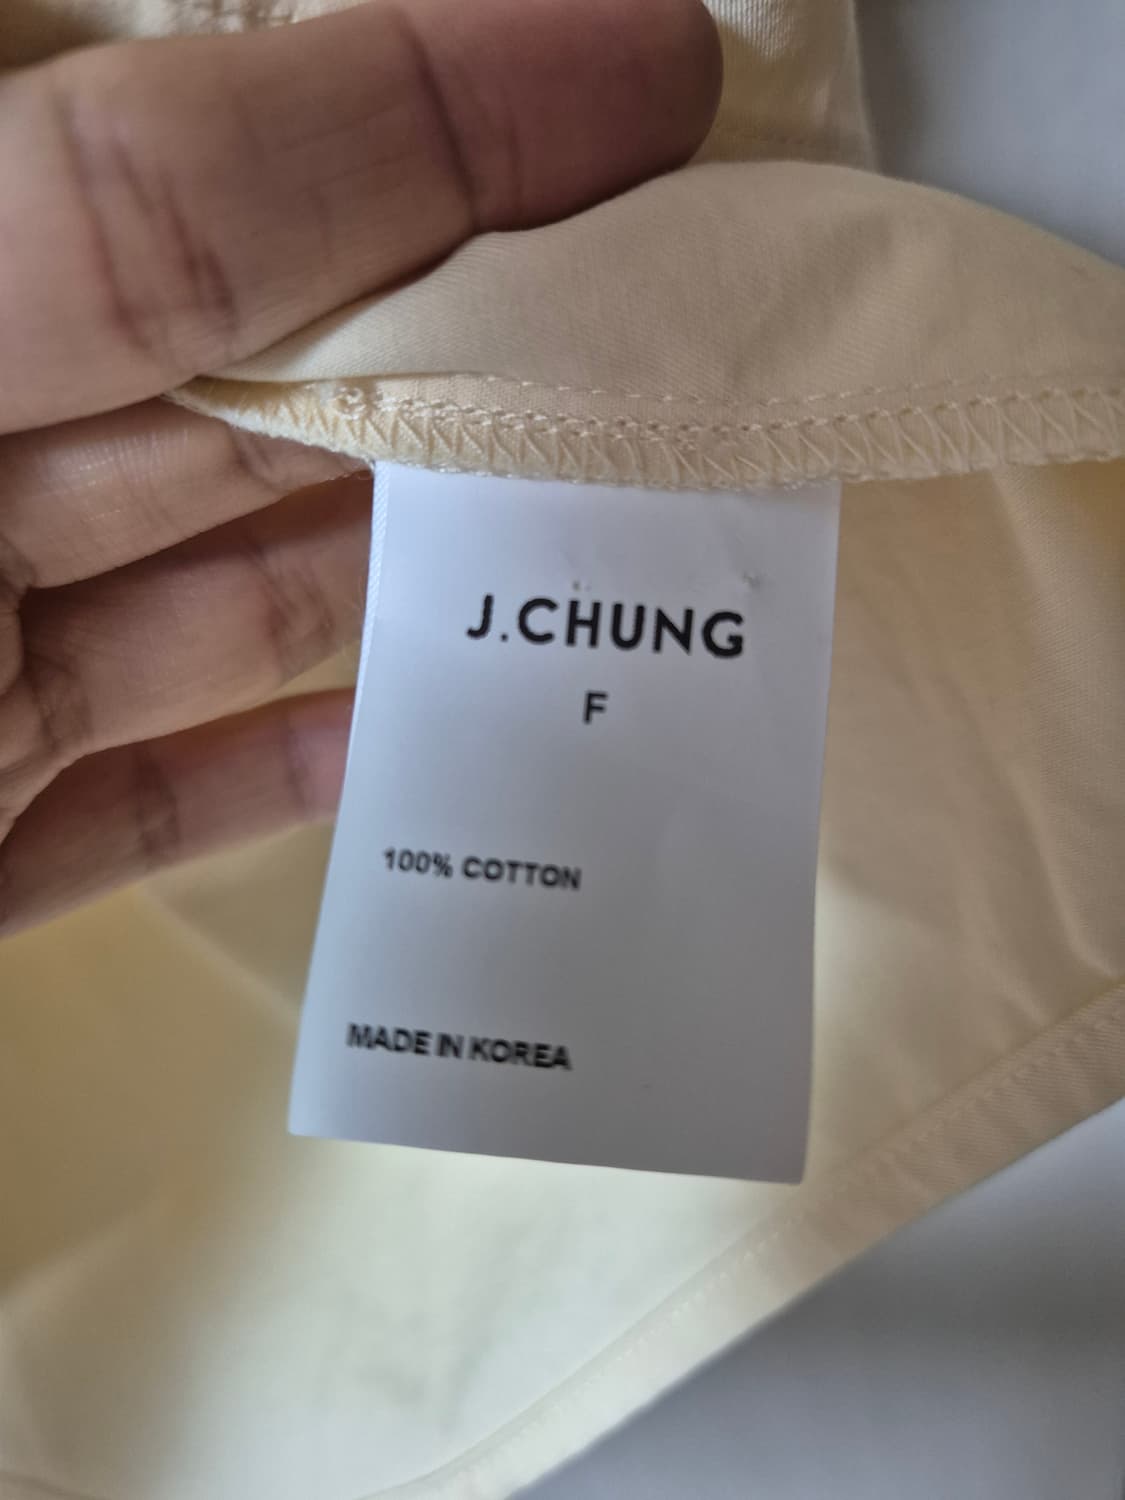 J.CHUNG
F
100% COTTON
MADE IN KOREA